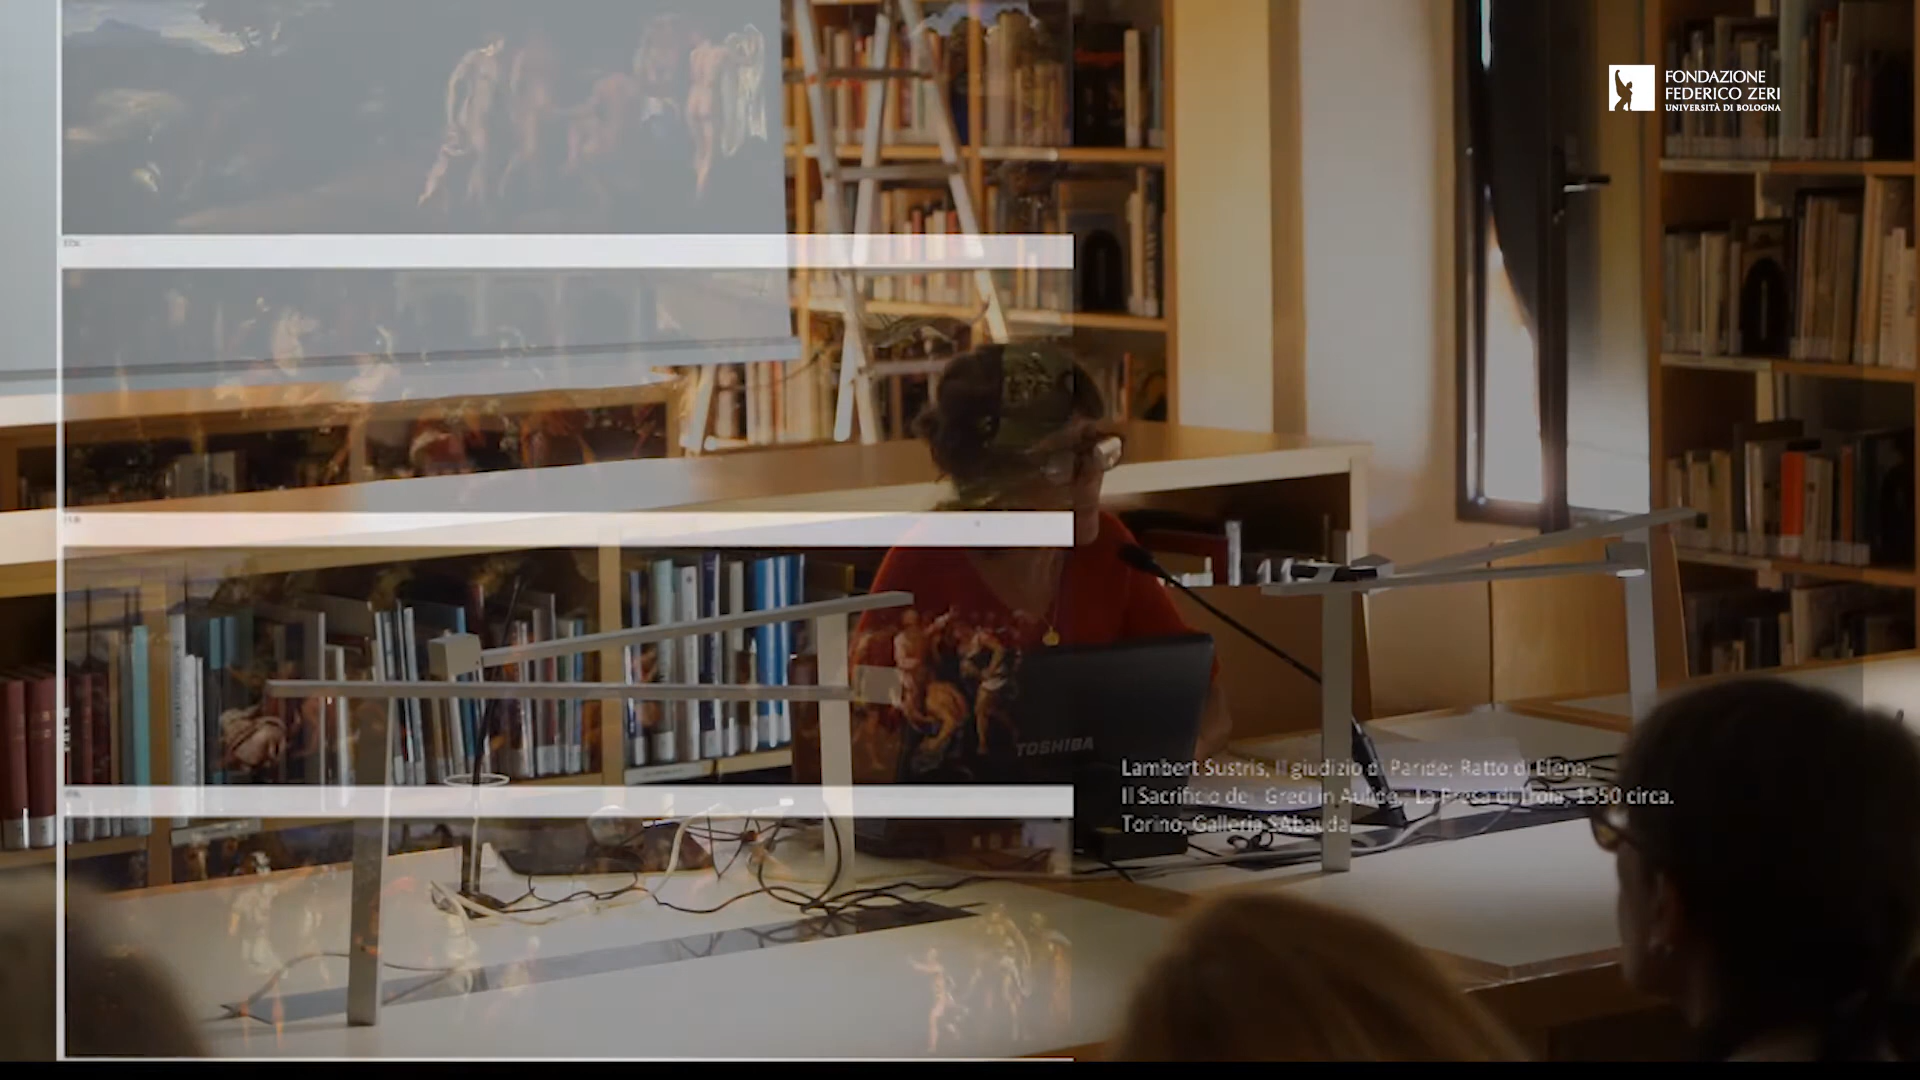 FONDAZIONE
FEDERICO ZERI
UNIVERSITÀ DI BOLOGNA
TOSHIBA
Lambert Sustris, Il giudizio di Paride; Ratto di Elena;
Il Sacrificio dei Greci in Aulide, La Presa di Troia, 1550 circa.
Torino, Galleria SAbauda